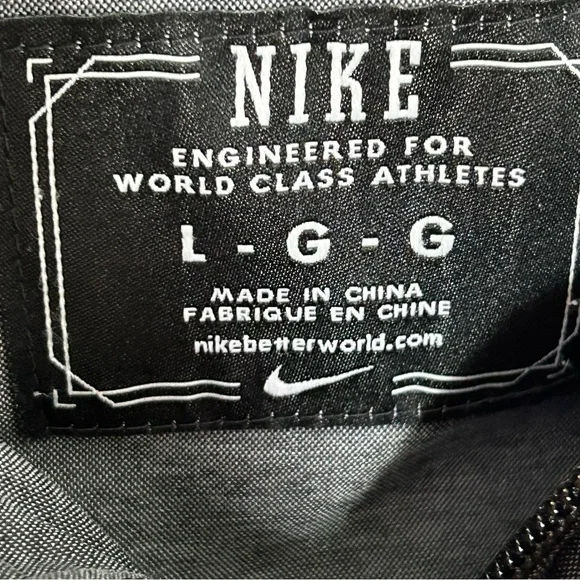 NIKE
ENGINEERED FOR
WORLD CLASS ATHLETES
L - G - G
MADE IN CHINA
FABRIQUE EN CHINE
nikebetterworld.com